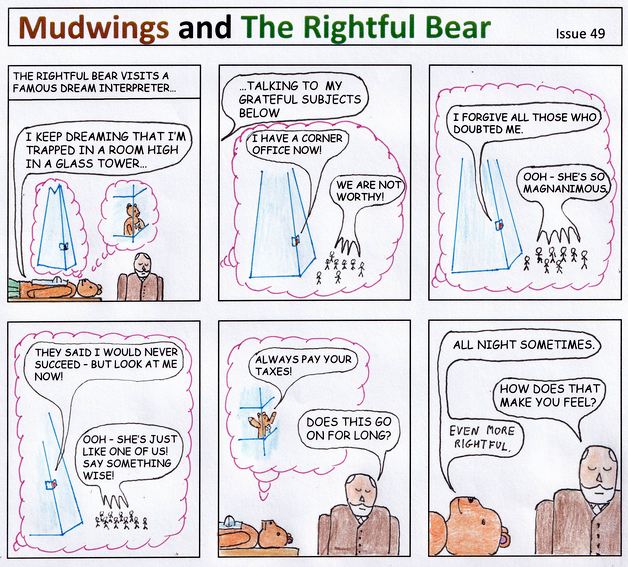 Mudwings and The Rightful Bear
Issue 49
THE RIGHTFUL BEAR VISITS A
FAMOUS DREAM INTERPRETER...
I KEEP DREAMING THAT I'M
TRAPPED IN A ROOM HIGH
IN A GLASS TOWER...
...TALKING TO MY
GRATEFUL SUBJECTS
BELOW
I HAVE A CORNER
OFFICE NOW!
WE ARE NOT
WORTHY!
I FORGIVE ALL THOSE WHO
DOUBTED ME.
OOH - SHE'S SO
MAGNANIMOUS.
THEY SAID I WOULD NEVER
SUCCEED - BUT LOOK AT ME
NOW!
OOH - SHE'S JUST
LIKE ONE OF US!
SAY SOMETHING
WISE!
ALWAYS PAY YOUR
TAXES!
DOES THIS GO
ON FOR LONG?
ALL NIGHT SOMETIMES.
HOW DOES THAT
MAKE YOU FEEL?
EVEN MORE
RIGHTFUL.